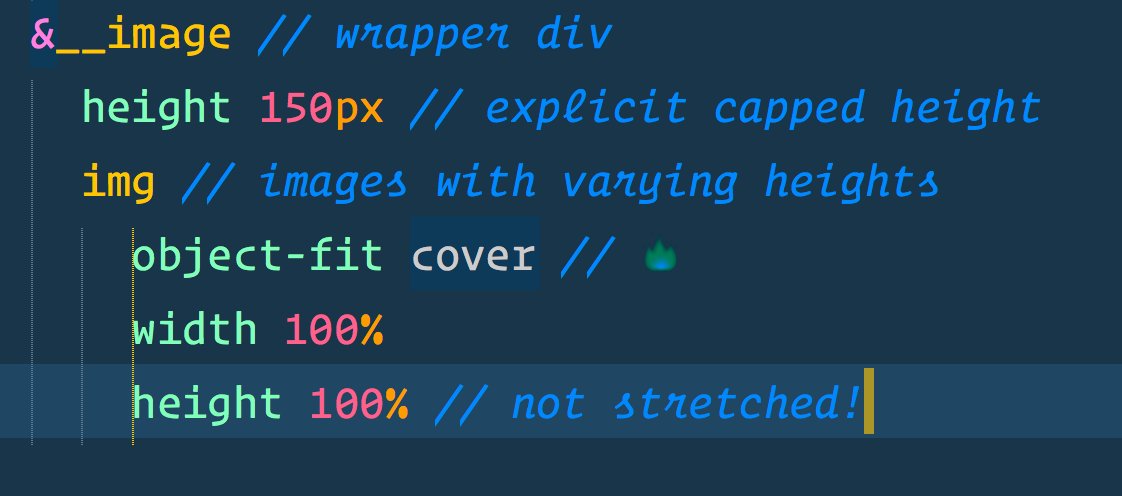 &__image // wrapper div
height 150px // explicit capped height
img // images with varying heights
object-fit cover // 🔥
width 100%
height 100% // not stretched!